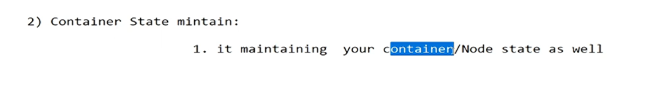 2) Container State mintain:
1. it maintaining your container/Node state as well